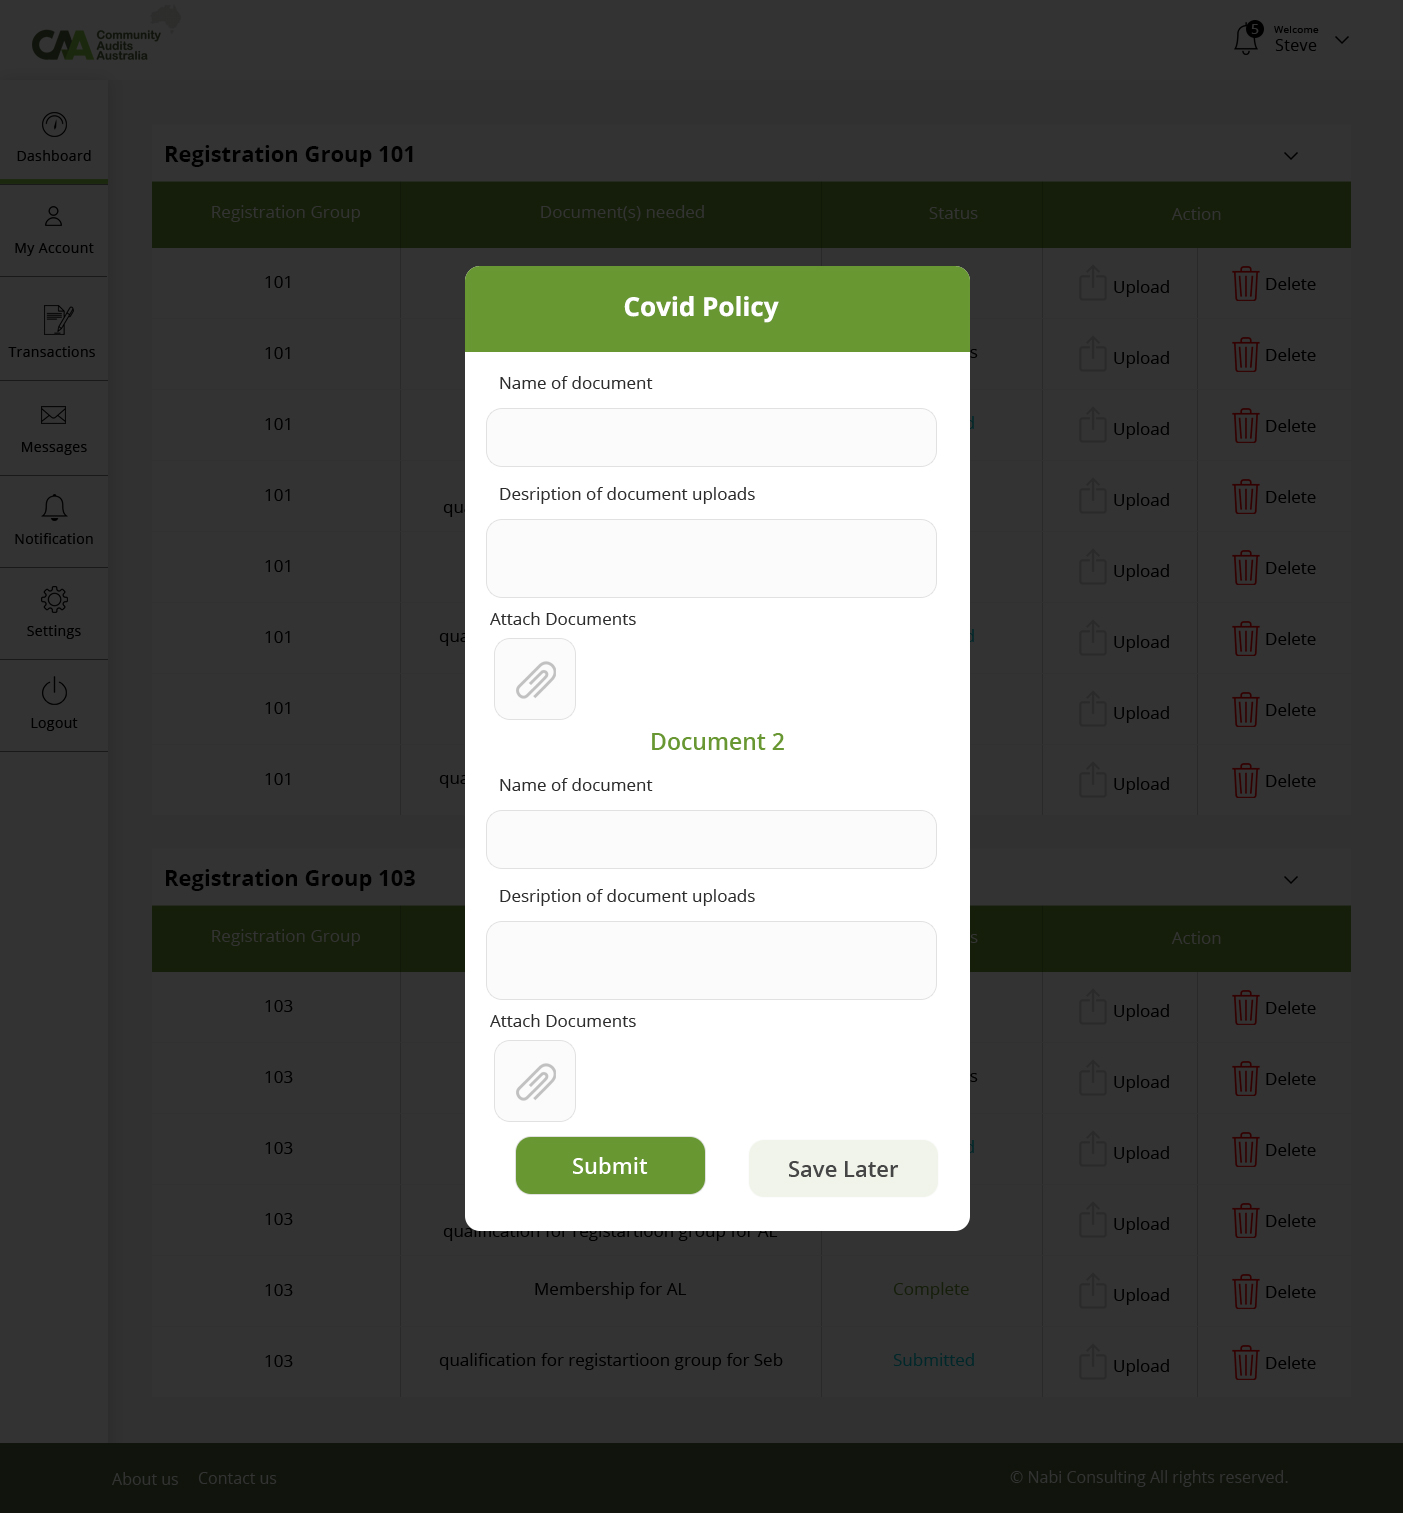 CAA Community
Audits
Australia
5
Welcome
Steve
Dashboard
My Account
Transactions
Messages
Notification
Settings
Logout
Registration Group 101
Registration Group Document(s) needed Status Action
101 Upload Delete
101 s Upload Delete
101 d Upload Delete
101 qu Upload Delete
101 Upload Delete
101 qua d Upload Delete
101 Upload Delete
101 qua Upload Delete
Covid Policy
Name of document
Desription of document uploads
Attach Documents
Document 2
Name of document
Desription of document uploads
Attach Documents
Submit Save Later
Registration Group 103
Registration Group s Action
103 Upload Delete
103 s Upload Delete
103 d Upload Delete
103 qualification for registartioon group for AL Upload Delete
103 Membership for AL Complete Upload Delete
103 qualification for registartioon group for Seb Submitted Upload Delete
About us Contact us © Nabi Consulting All rights reserved.